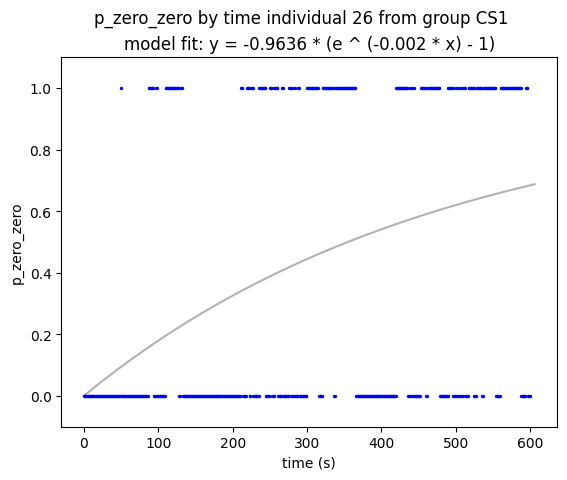 p_zero_zero by time individual 26 from group CS1
model fit: y = -0.9636 * (e ^ (-0.002 * x) - 1)
1.0
0.8
0.6
0.4
0.2
0.0
p_zero_zero
0 100 200 300 400 500 600
time (s)